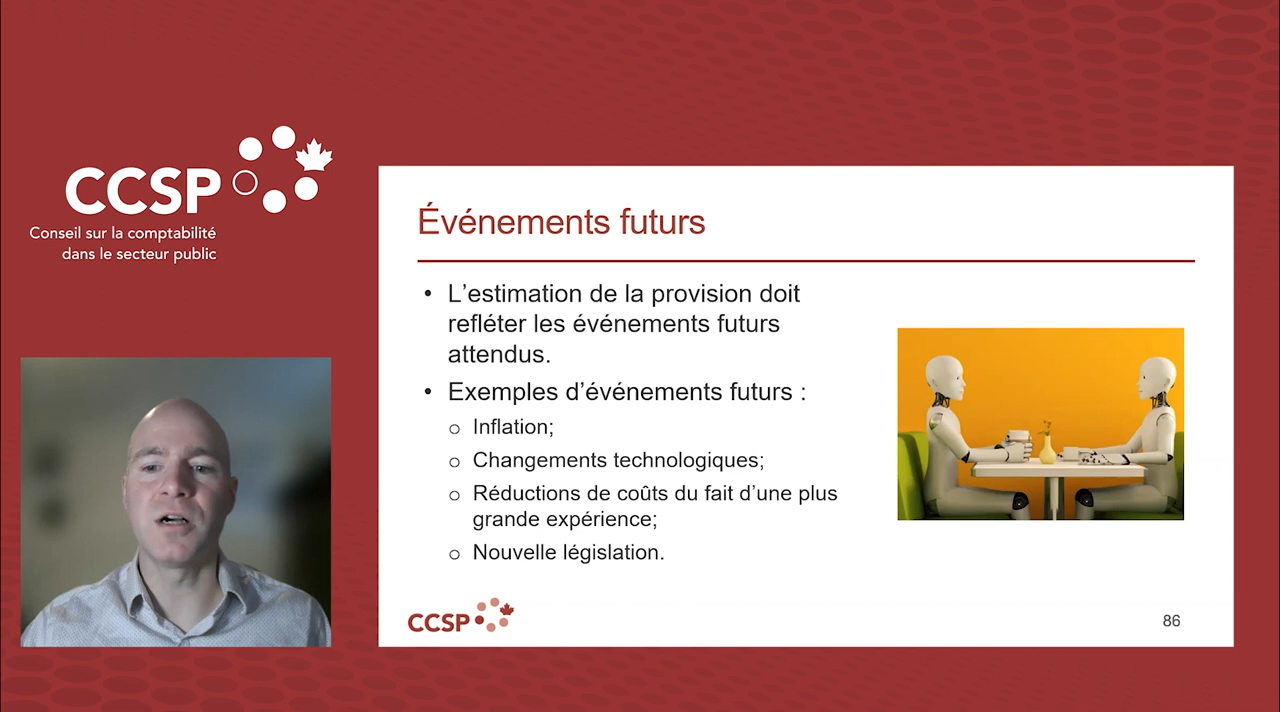 CCSP
Conseil sur la comptabilité
dans le secteur public
Événements futurs
• L’estimation de la provision doit
refléter les événements futurs
attendus.
• Exemples d’événements futurs :
o Inflation;
o Changements technologiques;
o Réductions de coûts du fait d’une plus
grande expérience;
o Nouvelle législation.
CCSP
86